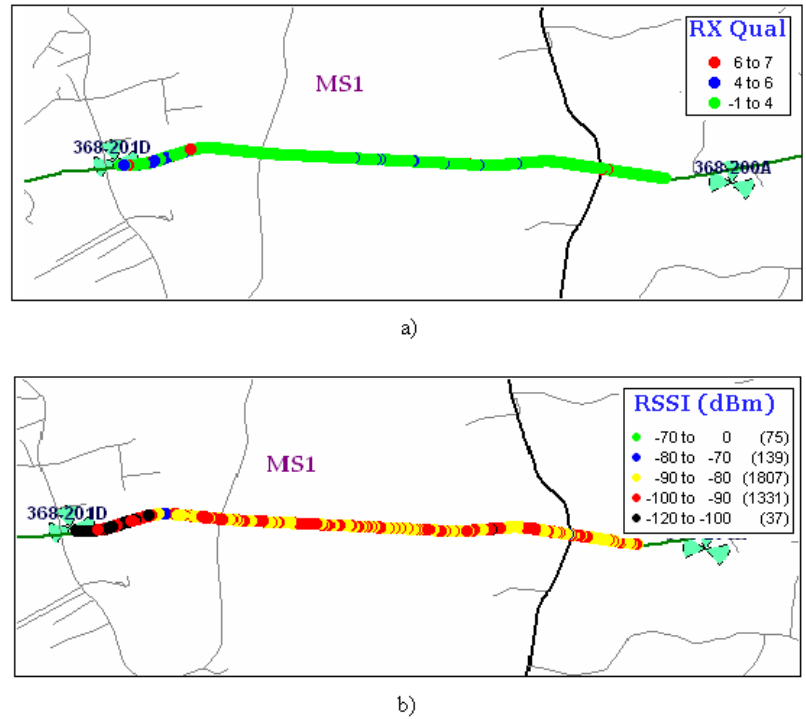 RX Qual
6 to 7
4 to 6
-1 to 4
MS1
368-201D
368-200A
a)
RSSI (dBm)
-70 to 0 (75)
-80 to -70 (139)
-90 to -80 (1807)
-100 to -90 (1331)
-120 to -100 (37)
MS1
368-201D
b)